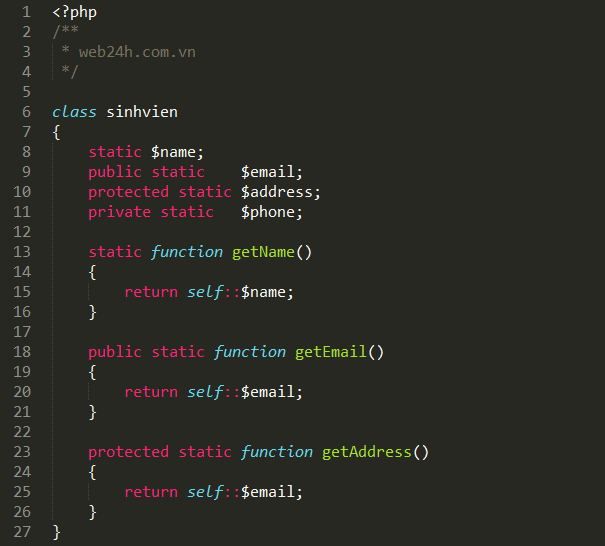 1 <?php
2 /**
3  * web24h.com.vn
4  */
5
6 class sinhvien
7 {
8     static $name;
9     public static    $email;
10     protected static $address;
11     private static   $phone;
12
13     static function getName()
14     {
15         return self::$name;
16     }
17
18     public static function getEmail()
19     {
20         return self::$email;
21     }
22
23     protected static function getAddress()
24     {
25         return self::$email;
26     }
27 }